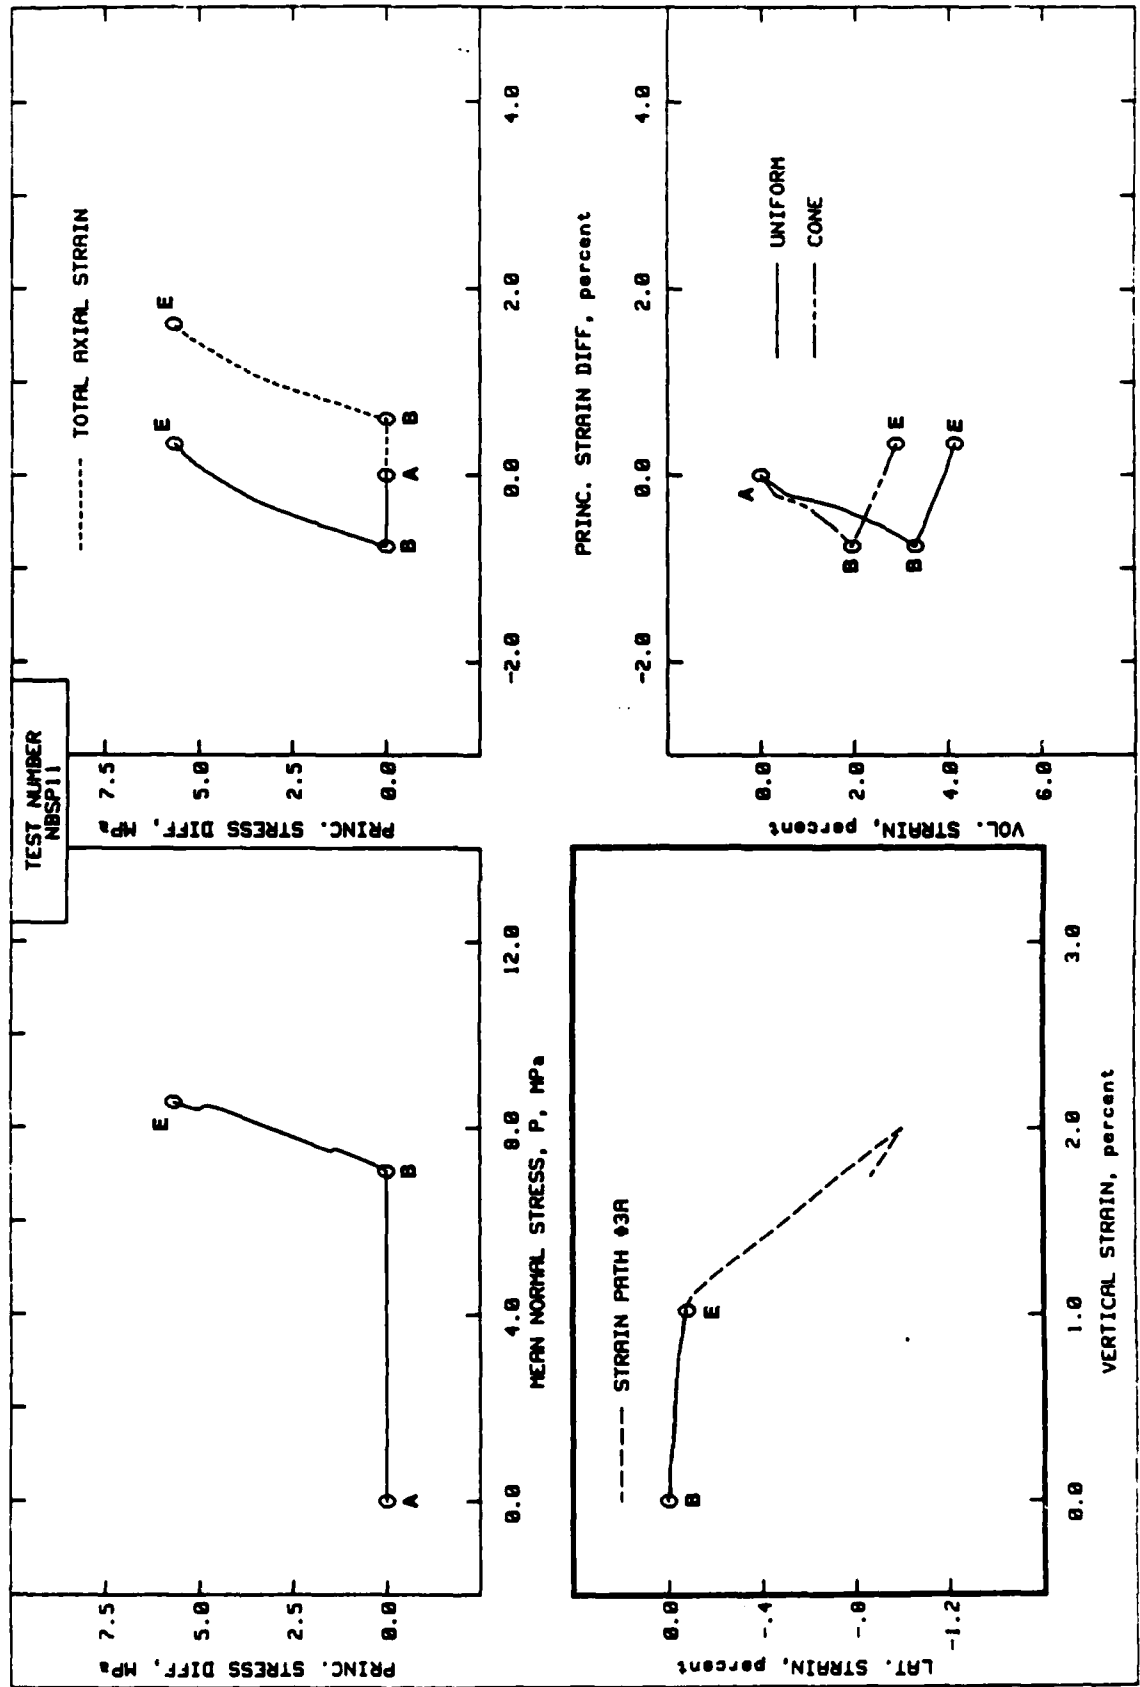 TEST NUMBER
NBSP11
7.5
5.0
2.5
0.0
PRINC. STRESS DIFF, MPa
E
A
B
0.0
4.0
8.0
12.0
MEAN NORMAL STRESS, P, MPa
7.5
5.0
2.5
0.0
PRINC. STRESS DIFF, MPa
TOTAL AXIAL STRAIN
E
E
B
A
B
-2.0
0.0
2.0
4.0
PRINC. STRAIN DIFF, percent
0.0
-.4
-.8
-1.2
LAT. STRAIN, percent
STRAIN PATH #3A
B
E
0.0
1.0
2.0
3.0
VERTICAL STRAIN, percent
-2.0
0.0
2.0
4.0
0.0
2.0
4.0
6.0
VOL. STRAIN, percent
A
B
B
E
E
UNIFORM
CONE